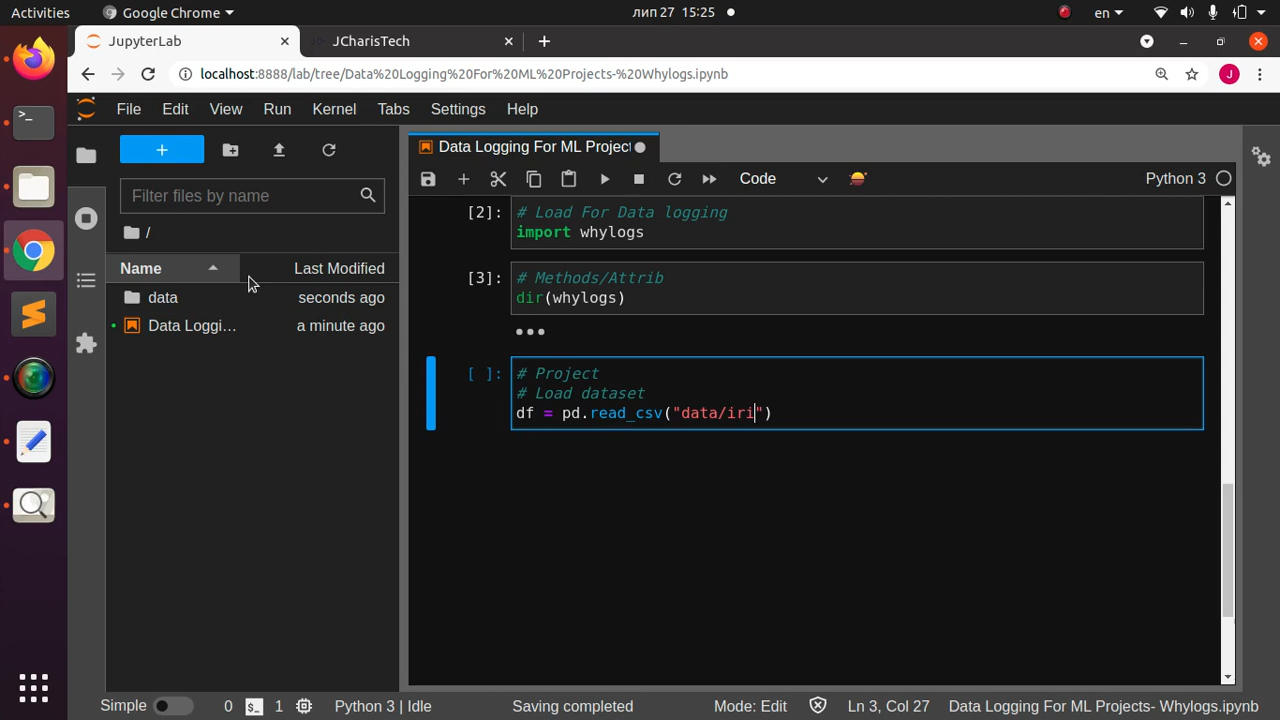 Activities Google Chrome лип 27 15:25 en
JupyterLab JCharisTech
localhost:8888/lab/tree/Data%20Logging%20For%20ML%20Projects-%20Whylogs.ipynb J
File Edit View Run Kernel Tabs Settings Help
Data Logging For ML Project
Code Python 3
Filter files by name
/
Name Last Modified
data seconds ago
Data Loggi… a minute ago
[2]: # Load For Data logging
import whylogs
[3]: # Methods/Attrib
dir(whylogs)
[ ]: # Project
# Load dataset
df = pd.read_csv("data/iri")
Simple 0 $_ 1 Python 3 | Idle Saving completed Mode: Edit Ln 3, Col 27 Data Logging For ML Projects- Whylogs.ipynb